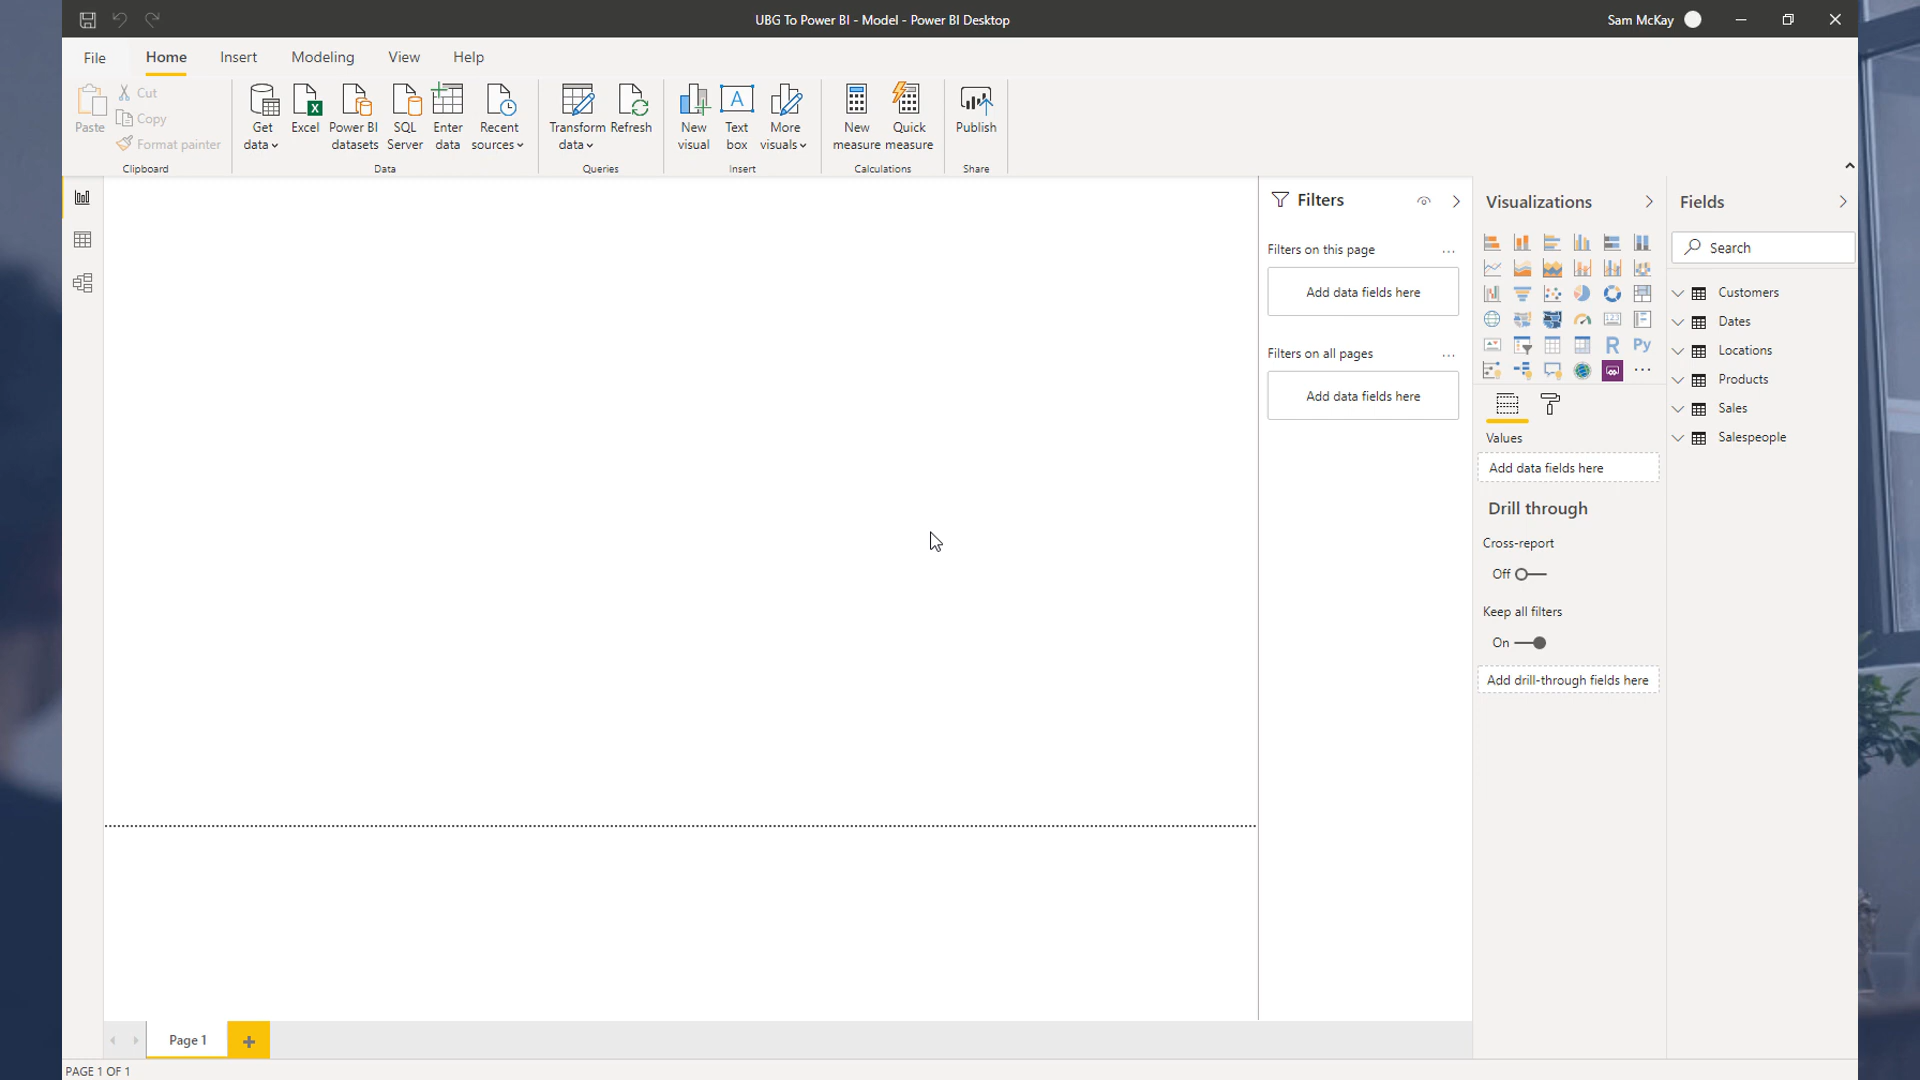 UBG To Power BI - Model - Power BI Desktop
Sam McKay
File
Home
Insert
Modeling
View
Help
Paste
Cut
Copy
Format painter
Clipboard
Get data
Excel
Power BI datasets
SQL Server
Enter data
Recent sources
Data
Transform data
Refresh
Queries
New visual
A
Text box
More visuals
Insert
New measure
Quick measure
Calculations
Publish
Share
Filters
Filters on this page
...
Add data fields here
Filters on all pages
...
Add data fields here
Visualizations
123
R
Py
...
Values
Add data fields here
Drill through
Cross-report
Off
Keep all filters
On
Add drill-through fields here
Fields
Search
Customers
Dates
Locations
Products
Sales
Salespeople
Page 1
PAGE 1 OF 1